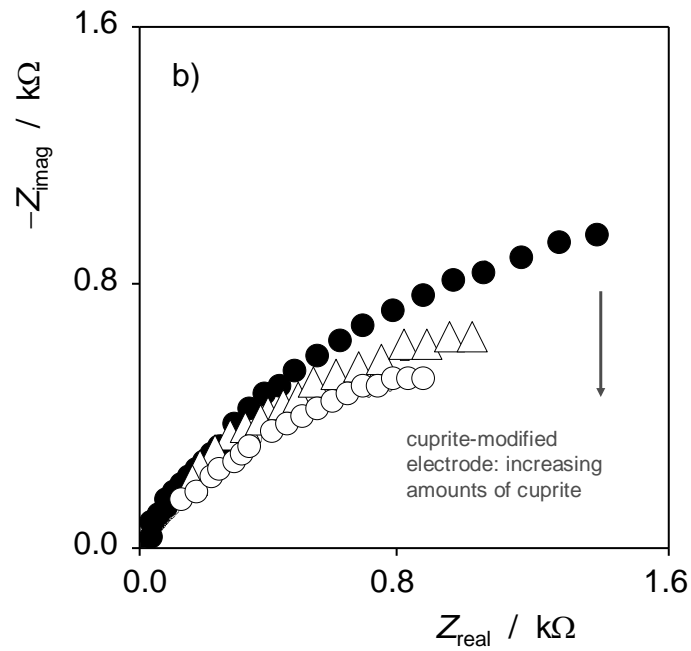 1.6
b)
−Zimag / kΩ
0.8
cuprite-modified
electrode: increasing
amounts of cuprite
0.0
0.0 0.8 1.6
Zreal / kΩ